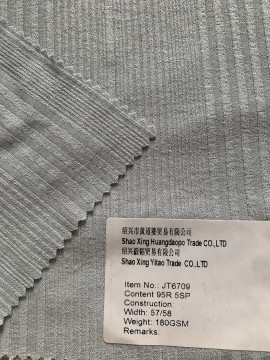 绍兴市黄道婆贸易有限公司
Shao Xing Huangdaopo Trade CO.,LTD
绍兴毅韬贸易有限公司
Shao Xing Yitao Trade CO.,LTD
Item No.: JT6709
Content 95R 5SP
Construction:
Width: 57/58
Weight: 180GSM
Remarks: